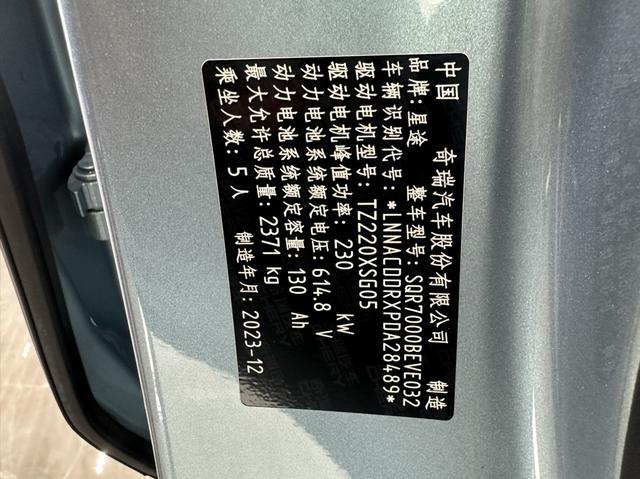 中国 奇瑞汽车股份有限公司 制造
品牌:星途 整车型号:SQR7000BEVE032
车辆识别代号:*LNNACDDRXPDA28489*
驱动电机型号:TZ220XSG05
驱动电机峰值功率:230 kW
动力电池系统额定电压:614.8 V
动力电池系统额定容量:130 Ah
最大允许总质量:2371 kg
乘坐人数:5人 制造年月:2023-12